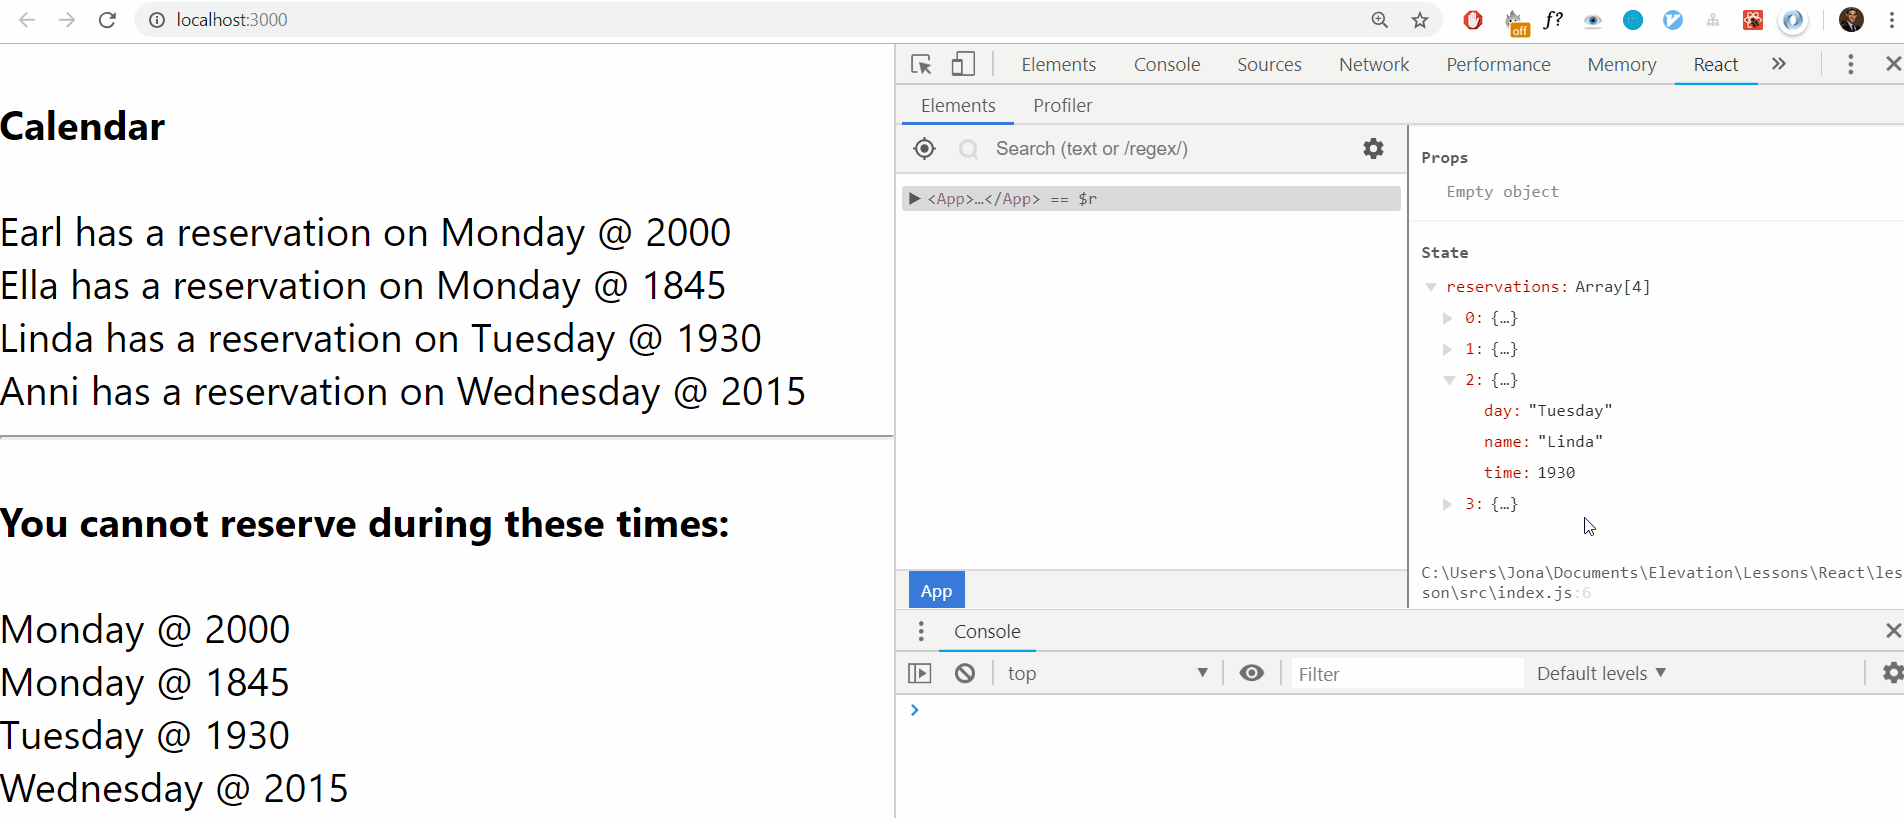 localhost:3000
off
f?
Elements Console Sources Network Performance Memory React »
Elements Profiler
Search (text or /regex/)
<App>…</App> == $r
App
Calendar
Earl has a reservation on Monday @ 2000
Ella has a reservation on Monday @ 1845
Linda has a reservation on Tuesday @ 1930
Anni has a reservation on Wednesday @ 2015
You cannot reserve during these times:
Monday @ 2000
Monday @ 1845
Tuesday @ 1930
Wednesday @ 2015
Props
Empty object
State
reservations: Array[4]
0: {…}
1: {…}
2: {…}
day: "Tuesday"
name: "Linda"
time: 1930
3: {…}
C:\Users\Jona\Documents\Elevation\Lessons\React\les
son\src\index.js:6
Console
top Filter Default levels